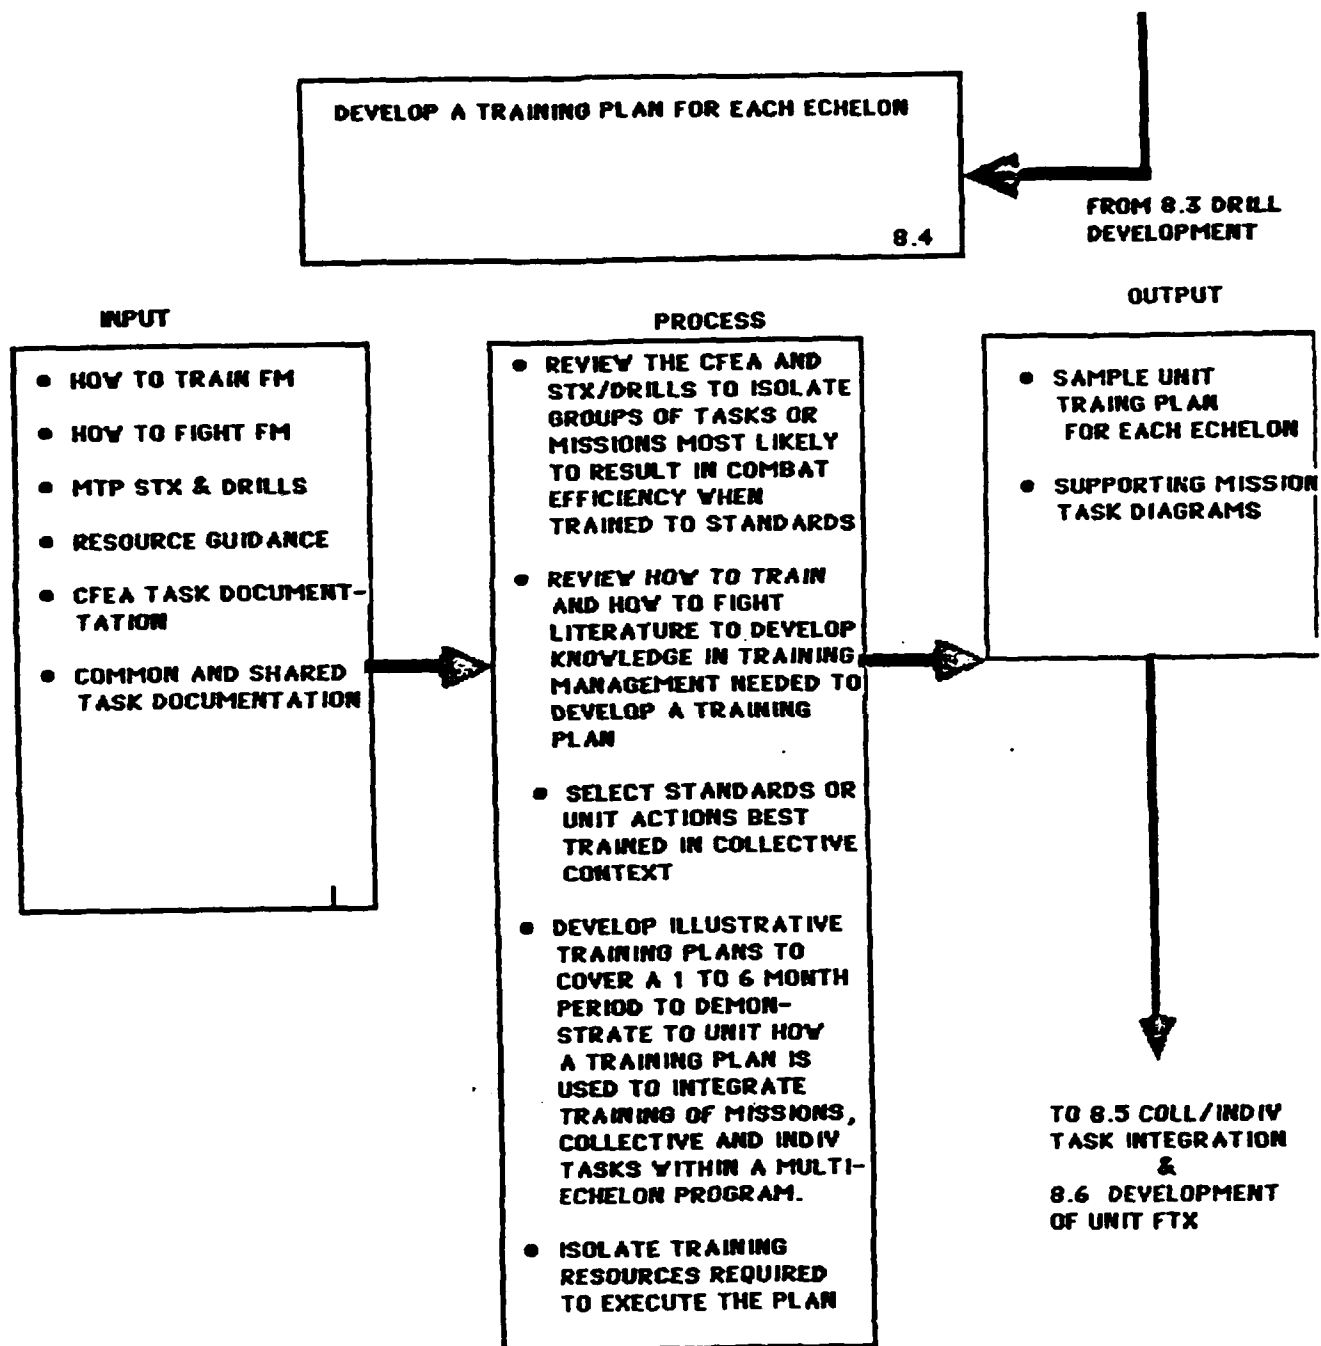 DEVELOP A TRAINING PLAN FOR EACH ECHELON
8.4
FROM 8.3 DRILL
DEVELOPMENT
INPUT
● HOW TO TRAIN FM
● HOW TO FIGHT FM
● MTP STX & DRILLS
● RESOURCE GUIDANCE
● CFEA TASK DOCUMENT-
TATION
● COMMON AND SHARED
TASK DOCUMENTATION
PROCESS
● REVIEW THE CFEA AND
STX/DRILLS TO ISOLATE
GROUPS OF TASKS OR
MISSIONS MOST LIKELY
TO RESULT IN COMBAT
EFFICIENCY WHEN
TRAINED TO STANDARDS
● REVIEW HOW TO TRAIN
AND HOW TO FIGHT
LITERATURE TO DEVELOP
KNOWLEDGE IN TRAINING
MANAGEMENT NEEDED TO
DEVELOP A TRAINING
PLAN
● SELECT STANDARDS OR
UNIT ACTIONS BEST
TRAINED IN COLLECTIVE
CONTEXT
● DEVELOP ILLUSTRATIVE
TRAINING PLANS TO
COVER A 1 TO 6 MONTH
PERIOD TO DEMON-
STRATE TO UNIT HOW
A TRAINING PLAN IS
USED TO INTEGRATE
TRAINING OF MISSIONS,
COLLECTIVE AND INDIV
TASKS WITHIN A MULTI-
ECHELON PROGRAM.
● ISOLATE TRAINING
RESOURCES REQUIRED
TO EXECUTE THE PLAN
OUTPUT
● SAMPLE UNIT
TRAING PLAN
FOR EACH ECHELON
● SUPPORTING MISSION
TASK DIAGRAMS
TO 8.5 COLL/INDIV
TASK INTEGRATION
&
8.6 DEVELOPMENT
OF UNIT FTX